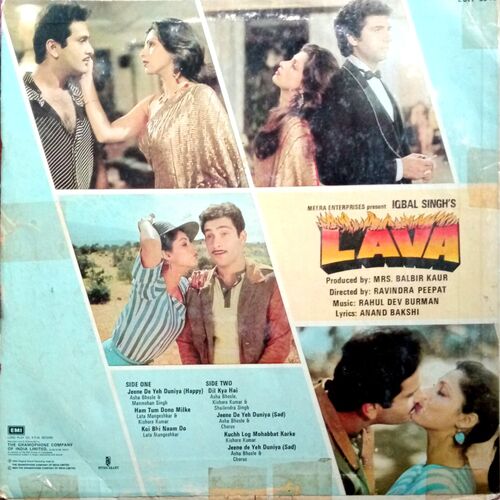 MEERA ENTERPRISES present IQBAL SINGH'S
LAVA
Produced by: MRS. BALBIR KAUR
Directed by: RAVINDRA PEEPAT
Music: RAHUL DEV BURMAN
Lyrics: ANAND BAKSHI
SIDE ONE
Jeene De Yeh Duniya (Happy)
Asha Bhosle &
Manmohan Singh
Ham Tum Dono Milke
Lata Mangeshkar &
Kishore Kumar
Koi Bhi Naam Do
Lata Mangeshkar
SIDE TWO
Dil Kya Hai
Asha Bhosle,
Kishore Kumar &
Shailendra Singh
Jeene De Yeh Duniya (Sad)
Asha Bhosle &
Chorus
Kuchh Log Mohabbat Karke
Kishore Kumar
Jeene de Yeh Duniya (Sad)
Asha Bhosle &
Chorus
EMI
THE GRAMOPHONE COMPANY
OF INDIA LIMITED.